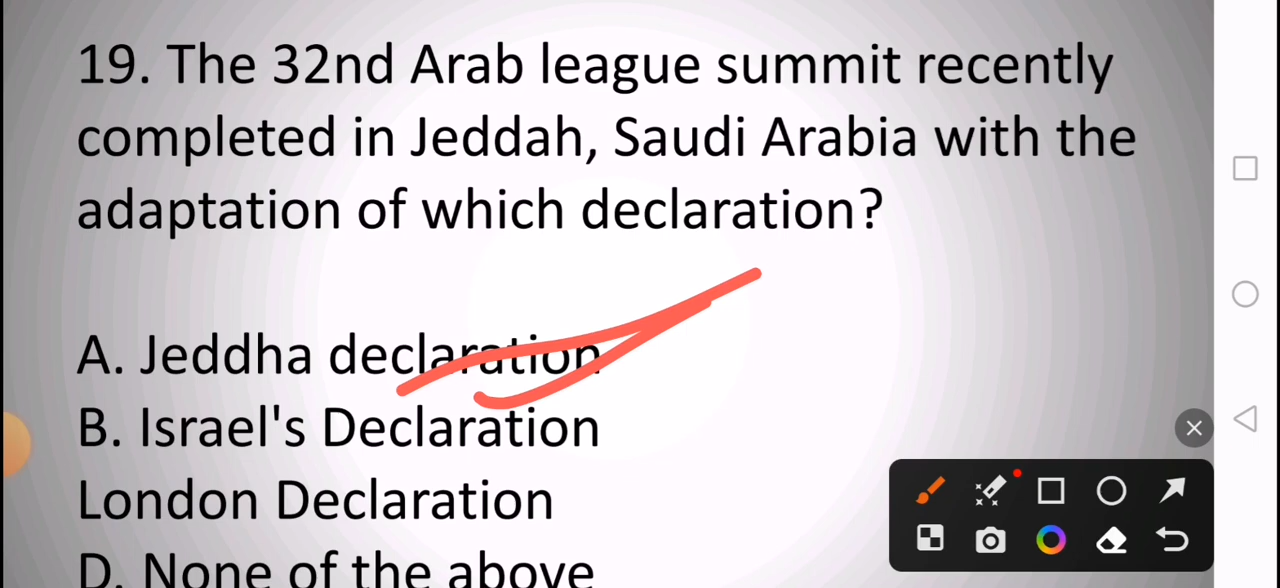 19. The 32nd Arab league summit recently
completed in Jeddah, Saudi Arabia with the
adaptation of which declaration?
A. Jeddha declaration
B. Israel's Declaration
London Declaration
D. None of the above